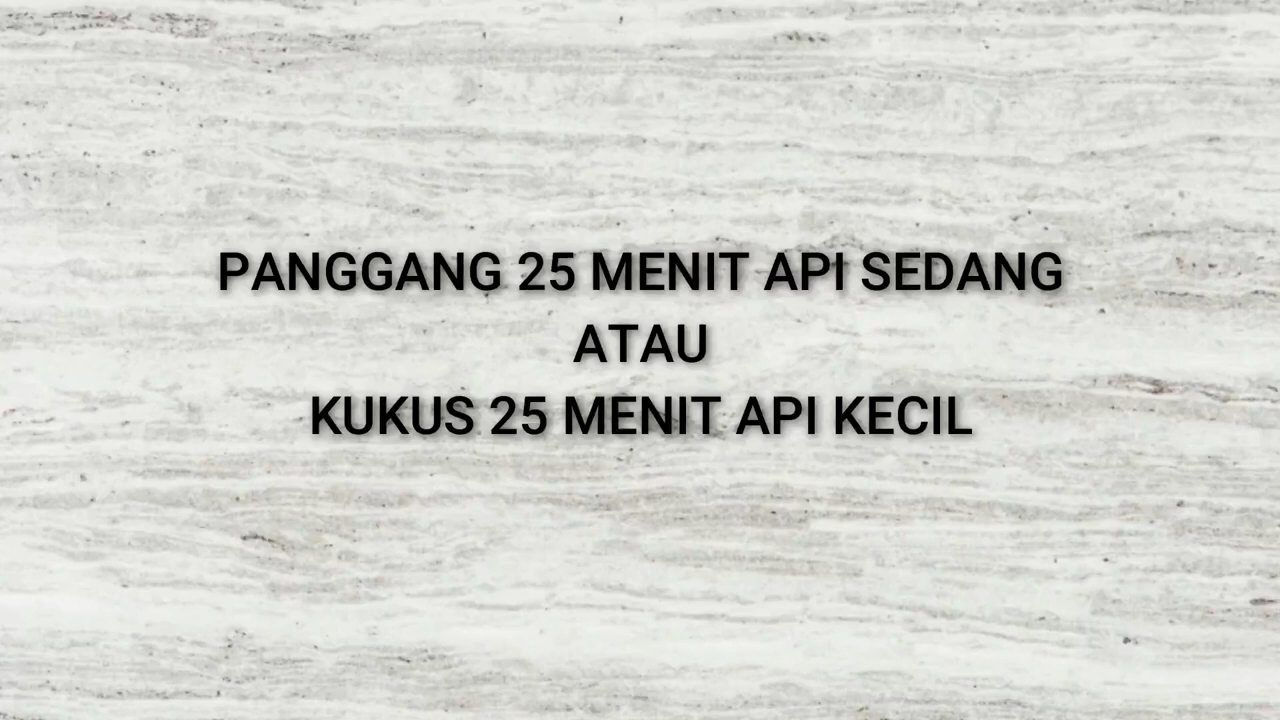 PANGGANG 25 MENIT API SEDANG
ATAU
KUKUS 25 MENIT API KECIL